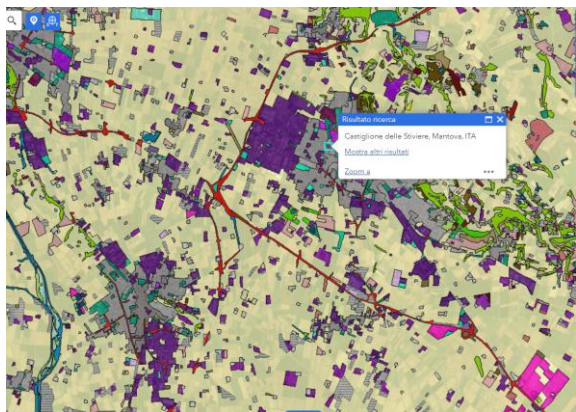 Risultato ricerca
Castiglione delle Stiviere, Mantova, ITA
Mostra altri risultati
Zoom a